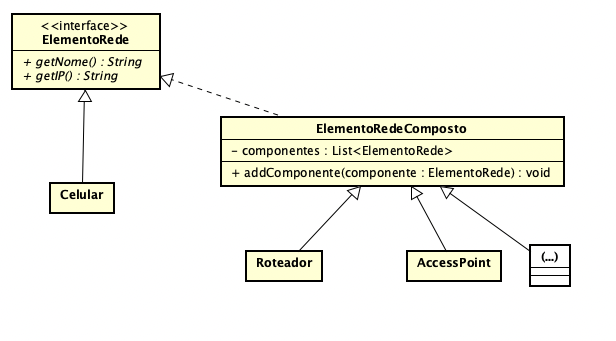 <<interface>>
ElementoRede
+ getNome() : String
+ getIP() : String
ElementoRedeComposto
- componentes : List<ElementoRede>
+ addComponente(componente : ElementoRede) : void
Celular
Roteador
AccessPoint
(...)